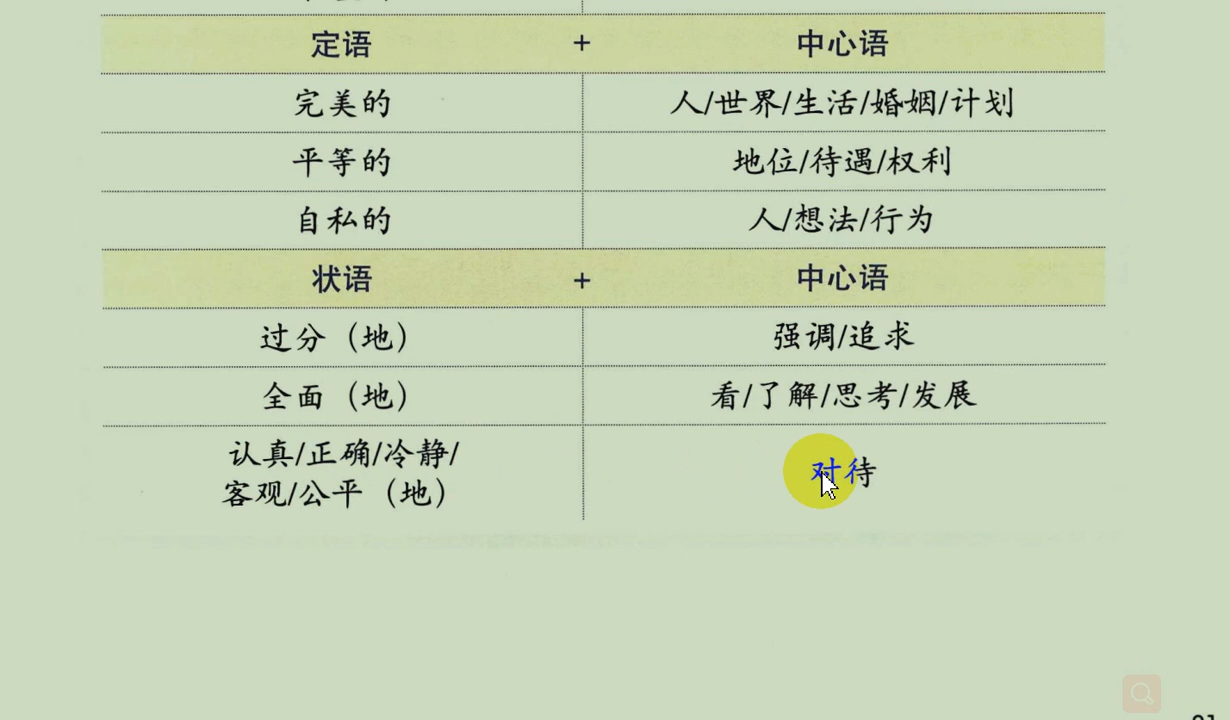 定语 + 中心语
完美的 人/世界/生活/婚姻/计划
平等的 地位/待遇/权利
自私的 人/想法/行为
状语 + 中心语
过分（地） 强调/追求
全面（地） 看/了解/思考/发展
认真/正确/冷静/
客观/公平（地） 对待